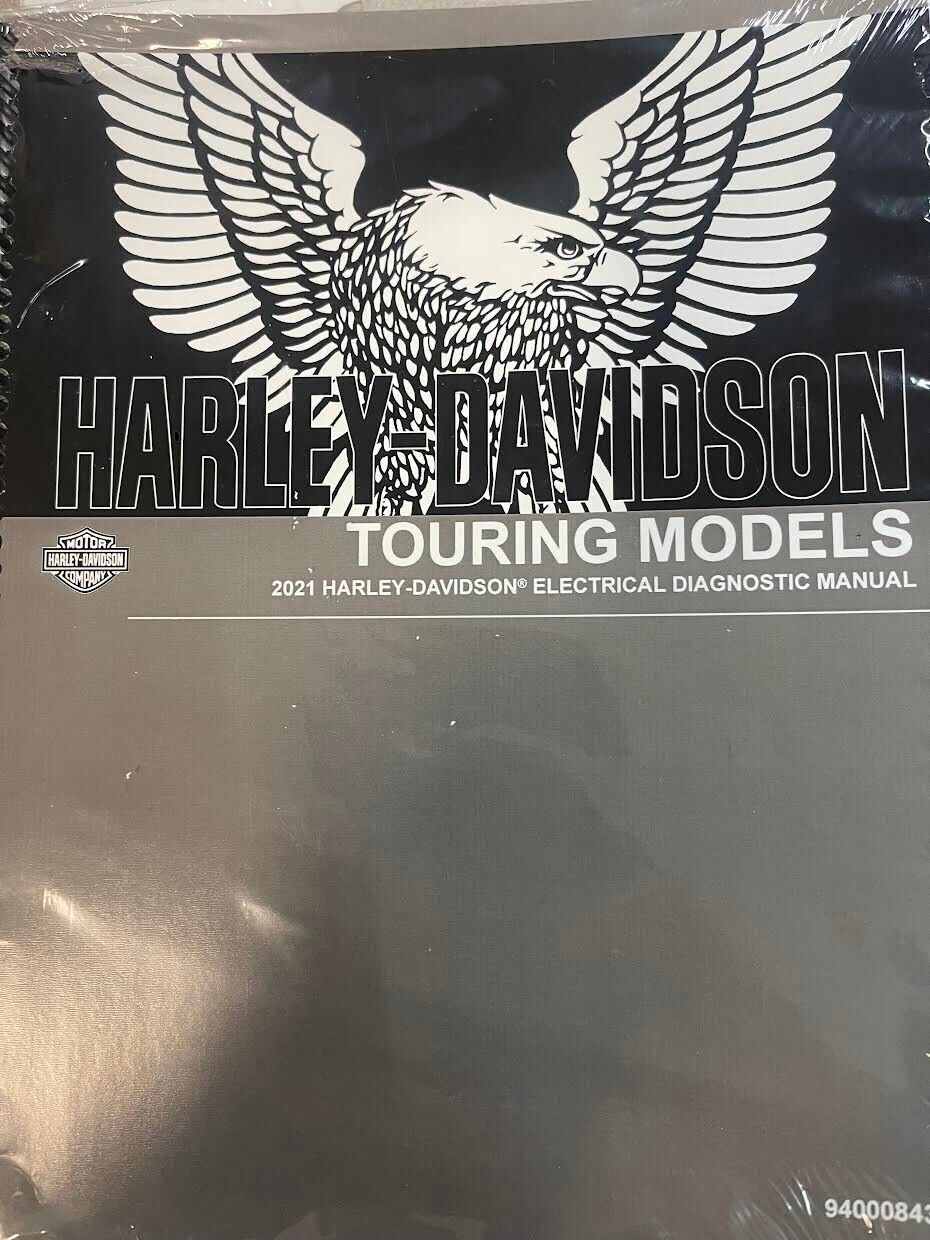 HARLEY-DAVIDSON
TOURING MODELS
MOTOR
HARLEY-DAVIDSON
COMPANY
2021 HARLEY-DAVIDSON® ELECTRICAL DIAGNOSTIC MANUAL
94000843